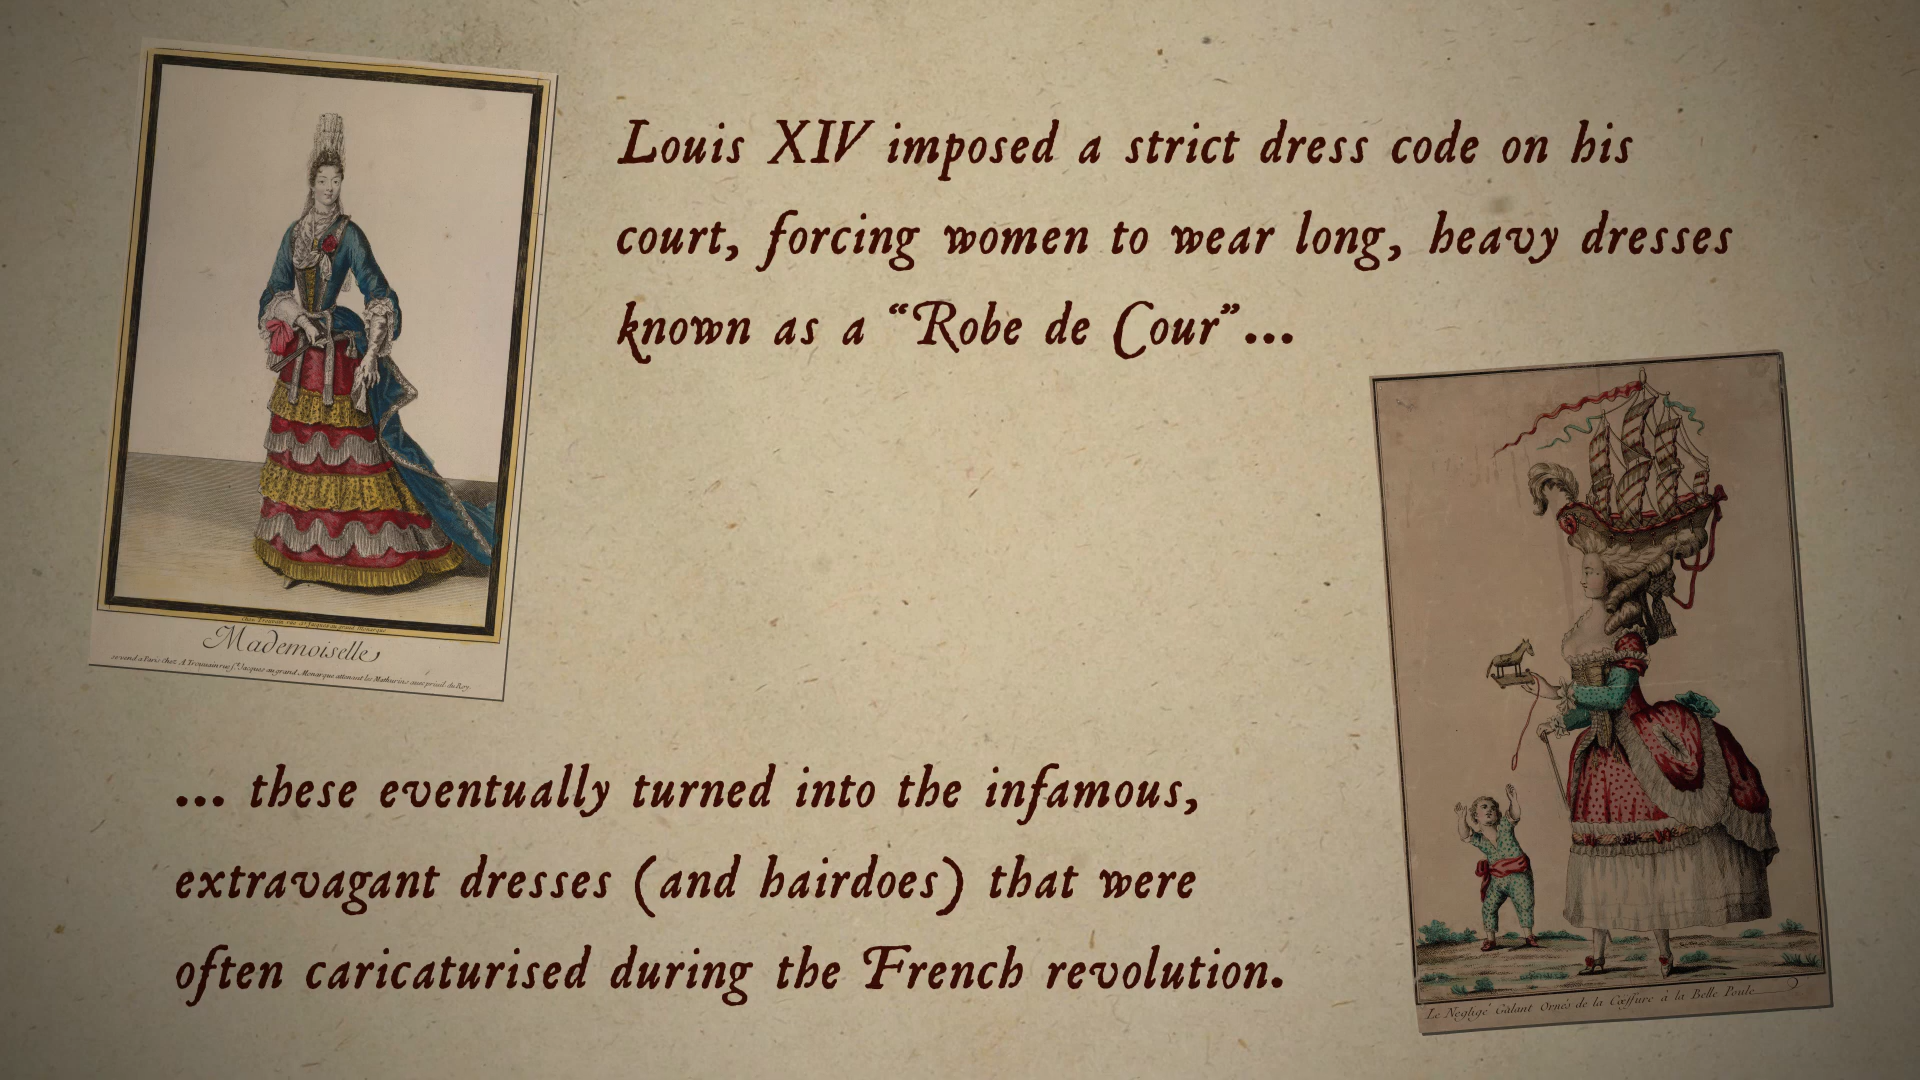 Louis XIV imposed a strict dress code on his
court, forcing women to wear long, heavy dresses
known as a “Robe de Cour”...
Mademoiselle
... these eventually turned into the infamous,
extravagant dresses (and hairdoes) that were
often caricaturised during the French revolution.
Le Negligé Galant Ornés de la Coëffure à la Belle Poule